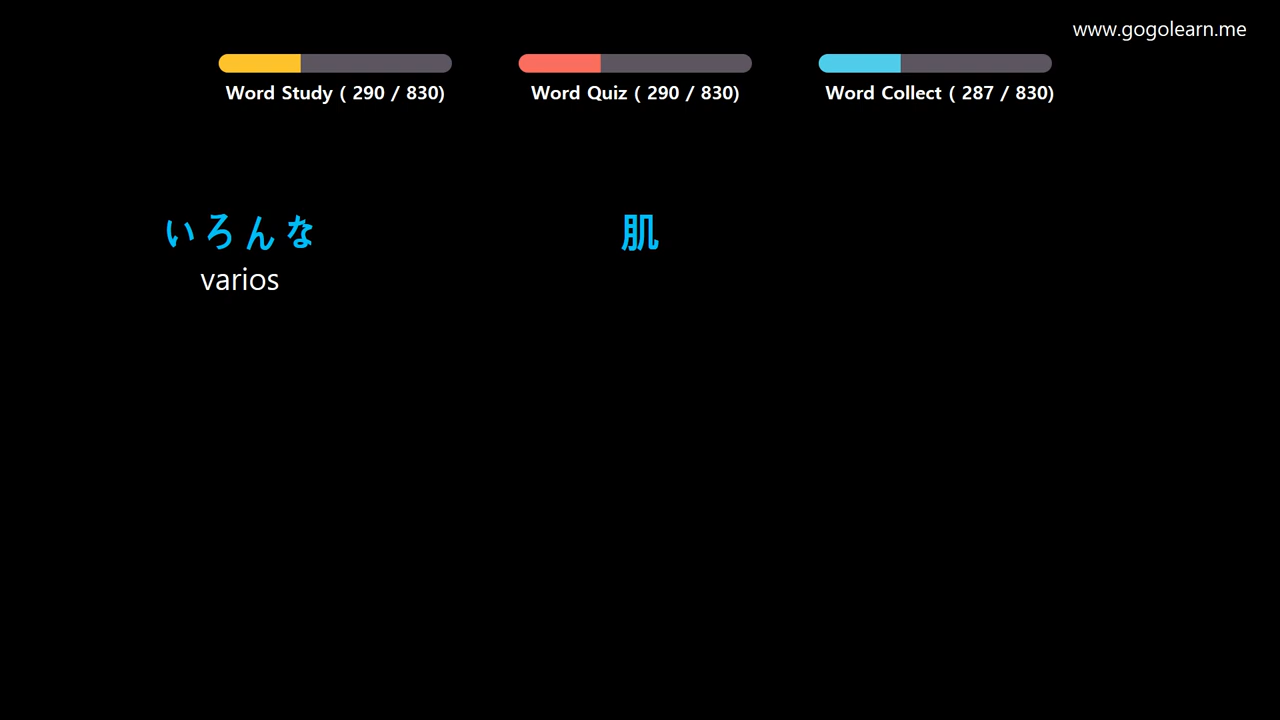 www.gogolearn.me
Word Study ( 290 / 830)
Word Quiz ( 290 / 830)
Word Collect ( 287 / 830)
いろんな
varios
肌